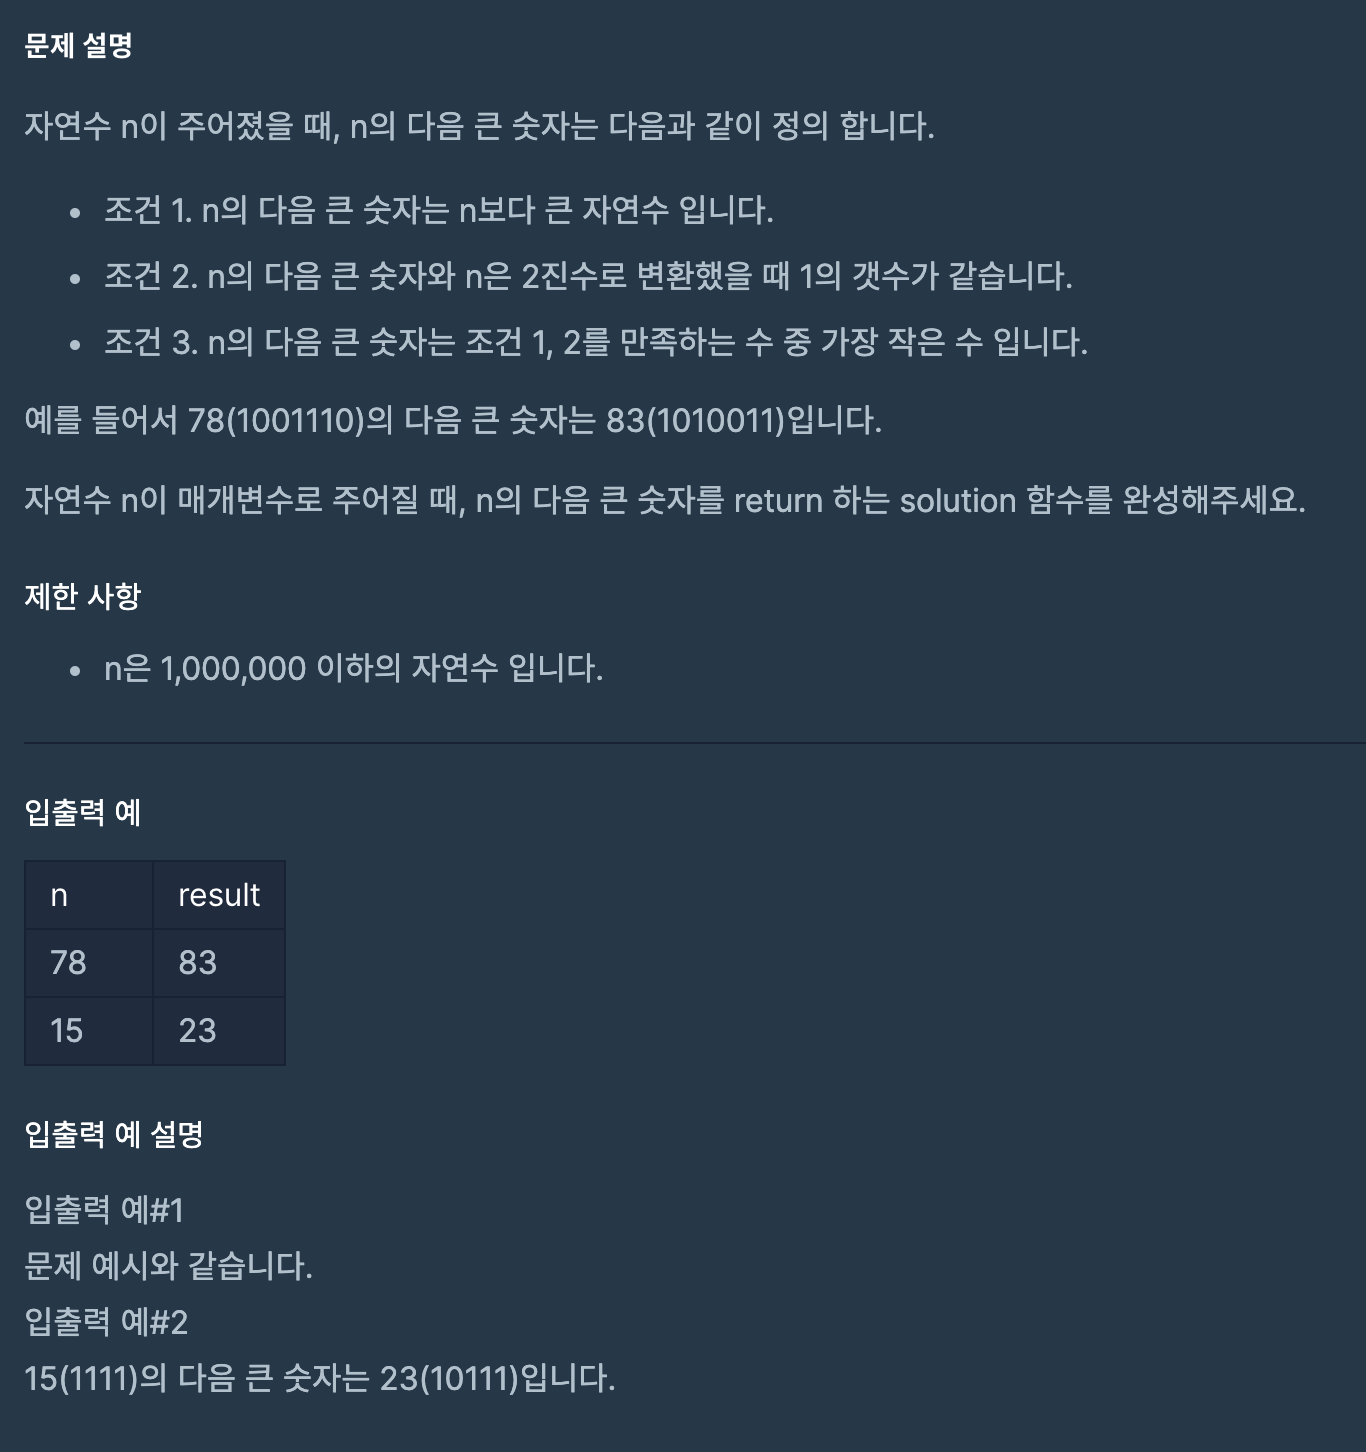 문제 설명
자연수 n이 주어졌을 때, n의 다음 큰 숫자는 다음과 같이 정의 합니다.
조건 1. n의 다음 큰 숫자는 n보다 큰 자연수 입니다.
조건 2. n의 다음 큰 숫자와 n은 2진수로 변환했을 때 1의 갯수가 같습니다.
조건 3. n의 다음 큰 숫자는 조건 1, 2를 만족하는 수 중 가장 작은 수 입니다.
예를 들어서 78(1001110)의 다음 큰 숫자는 83(1010011)입니다.
자연수 n이 매개변수로 주어질 때, n의 다음 큰 숫자를 return 하는 solution 함수를 완성해주세요.
제한 사항
n은 1,000,000 이하의 자연수 입니다.
입출력 예
n result
78 83
15 23
입출력 예 설명
입출력 예#1
문제 예시와 같습니다.
입출력 예#2
15(1111)의 다음 큰 숫자는 23(10111)입니다.